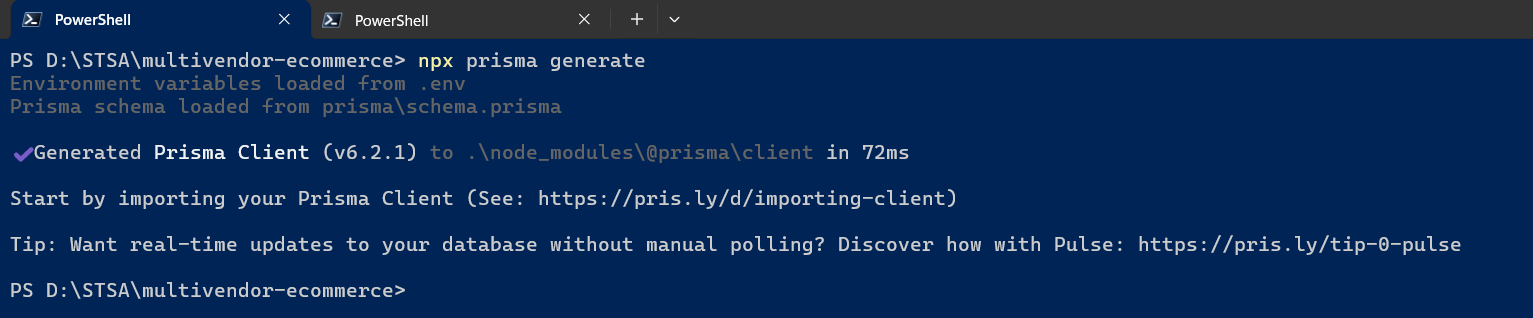 PowerShell
PowerShell
PS D:\STSA\multivendor-ecommerce> npx prisma generate
Environment variables loaded from .env
Prisma schema loaded from prisma\schema.prisma
✔Generated Prisma Client (v6.2.1) to .\node_modules\@prisma\client in 72ms
Start by importing your Prisma Client (See: https://pris.ly/d/importing-client)
Tip: Want real-time updates to your database without manual polling? Discover how with Pulse: https://pris.ly/tip-0-pulse
PS D:\STSA\multivendor-ecommerce>